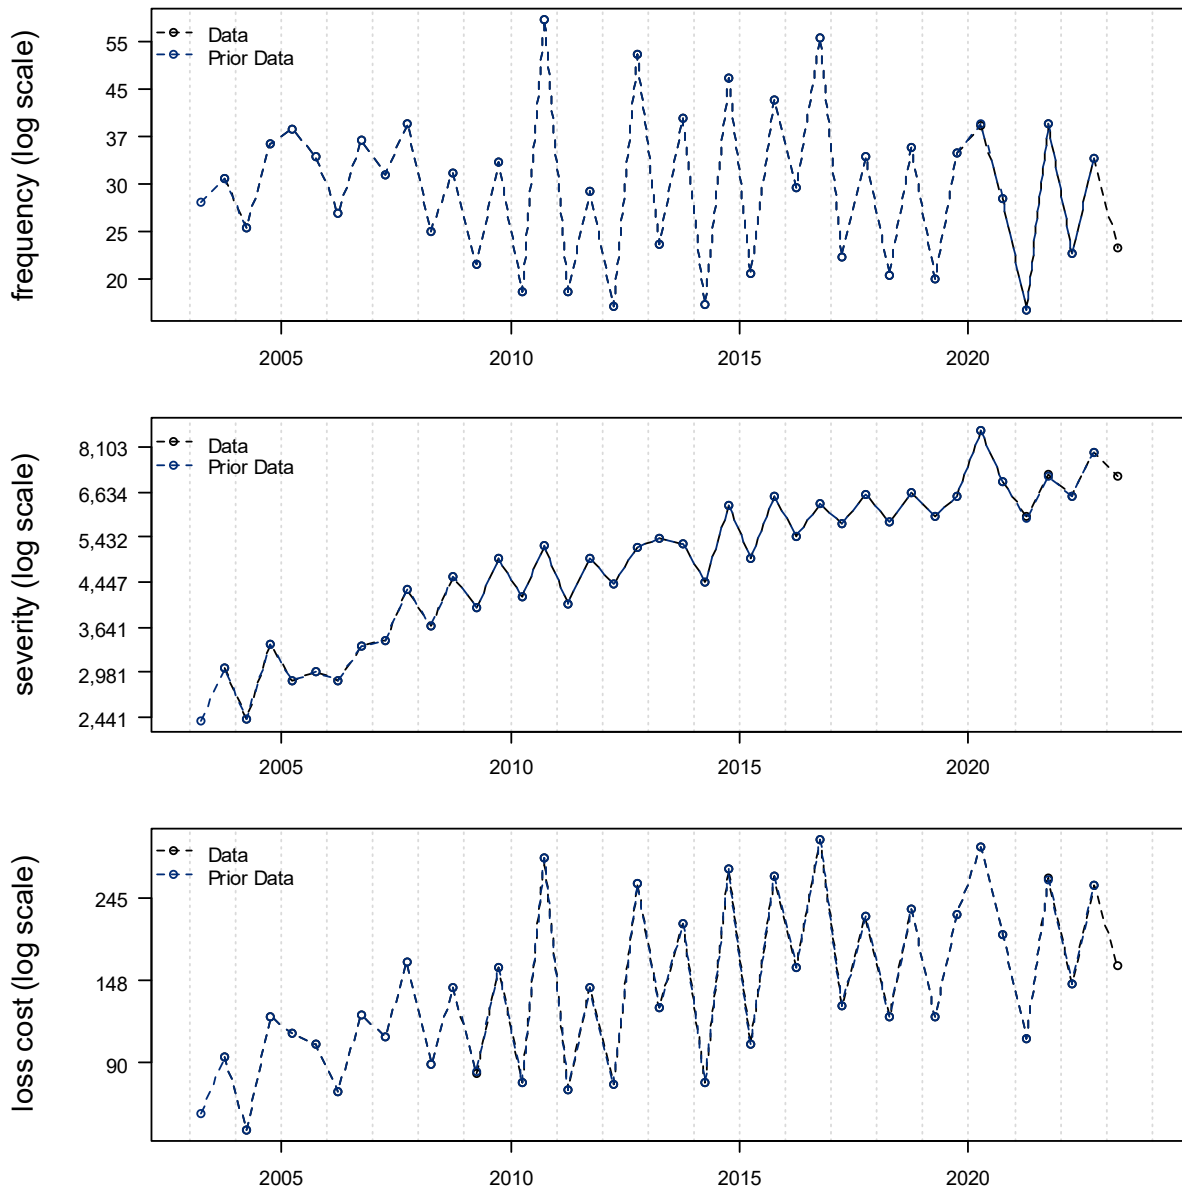 frequency (log scale)
Data
Prior Data
55
45
37
30
25
20
2005 2010 2015 2020
severity (log scale)
Data
Prior Data
8,103
6,634
5,432
4,447
3,641
2,981
2,441
2005 2010 2015 2020
loss cost (log scale)
Data
Prior Data
245
148
90
2005 2010 2015 2020